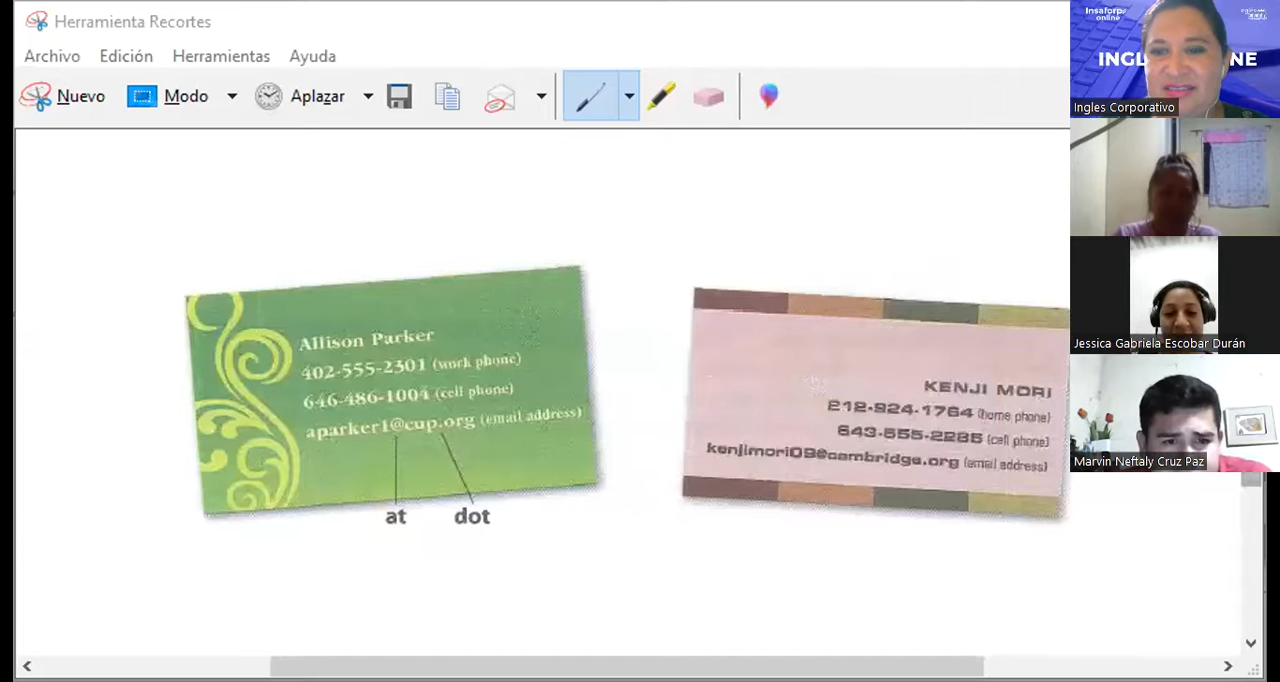 Herramienta Recortes
Archivo Edición Herramientas Ayuda
Nuevo Modo Aplazar
Allison Parker
402-555-2301 (work phone)
646-486-1004 (cell phone)
aparker1@cup.org (email address)
at dot
KENJI MORI
212-924-1764 (home phone)
643-555-2285 (cell phone)
kenjimori09@cambridge.org (email address)
Insaforp
online
INGL NE
Ingles Corporativo
Jessica Gabriela Escobar Durán
Marvin Neftaly Cruz Paz